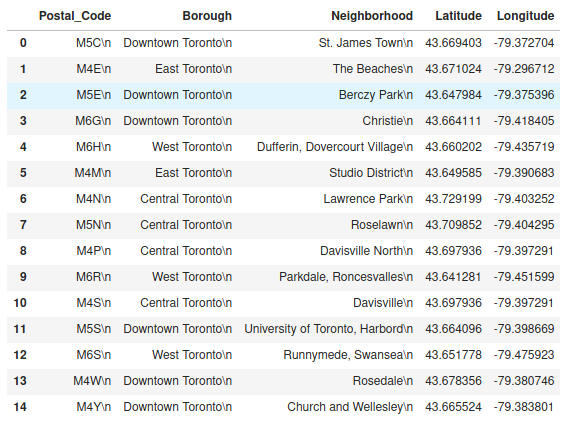 Postal_Code Borough Neighborhood Latitude Longitude
0 M5C\n Downtown Toronto\n St. James Town\n 43.669403 -79.372704
1 M4E\n East Toronto\n The Beaches\n 43.671024 -79.296712
2 M5E\n Downtown Toronto\n Berczy Park\n 43.647984 -79.375396
3 M6G\n Downtown Toronto\n Christie\n 43.664111 -79.418405
4 M6H\n West Toronto\n Dufferin, Dovercourt Village\n 43.660202 -79.435719
5 M4M\n East Toronto\n Studio District\n 43.649585 -79.390683
6 M4N\n Central Toronto\n Lawrence Park\n 43.729199 -79.403252
7 M5N\n Central Toronto\n Roselawn\n 43.709852 -79.404295
8 M4P\n Central Toronto\n Davisville North\n 43.697936 -79.397291
9 M6R\n West Toronto\n Parkdale, Roncesvalles\n 43.641281 -79.451599
10 M4S\n Central Toronto\n Davisville\n 43.697936 -79.397291
11 M5S\n Downtown Toronto\n University of Toronto, Harbord\n 43.664096 -79.398669
12 M6S\n West Toronto\n Runnymede, Swansea\n 43.651778 -79.475923
13 M4W\n Downtown Toronto\n Rosedale\n 43.678356 -79.380746
14 M4Y\n Downtown Toronto\n Church and Wellesley\n 43.665524 -79.383801